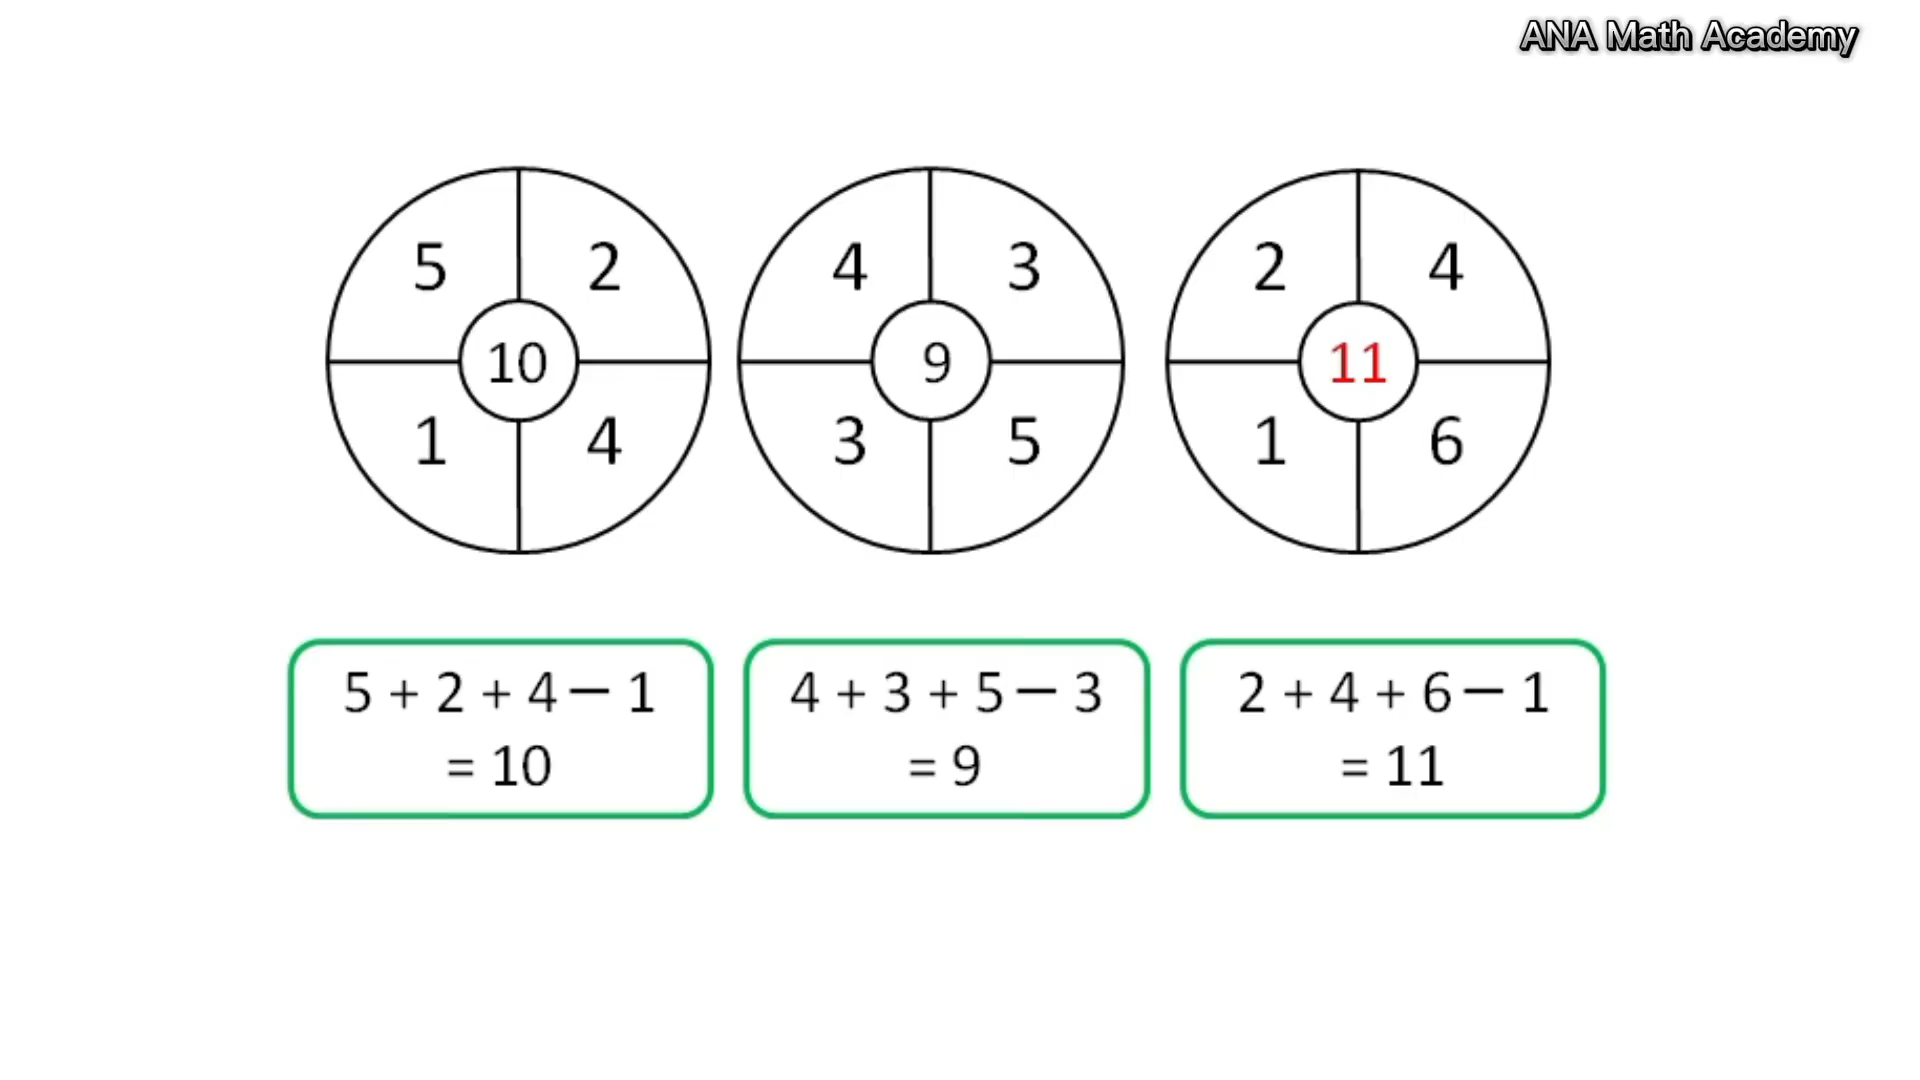 ANA Math Academy
5 2 4 3 2 4
10 9 11
1 4 3 5 1 6
5 + 2 + 4 − 1 4 + 3 + 5 − 3 2 + 4 + 6 − 1
= 10 = 9 = 11